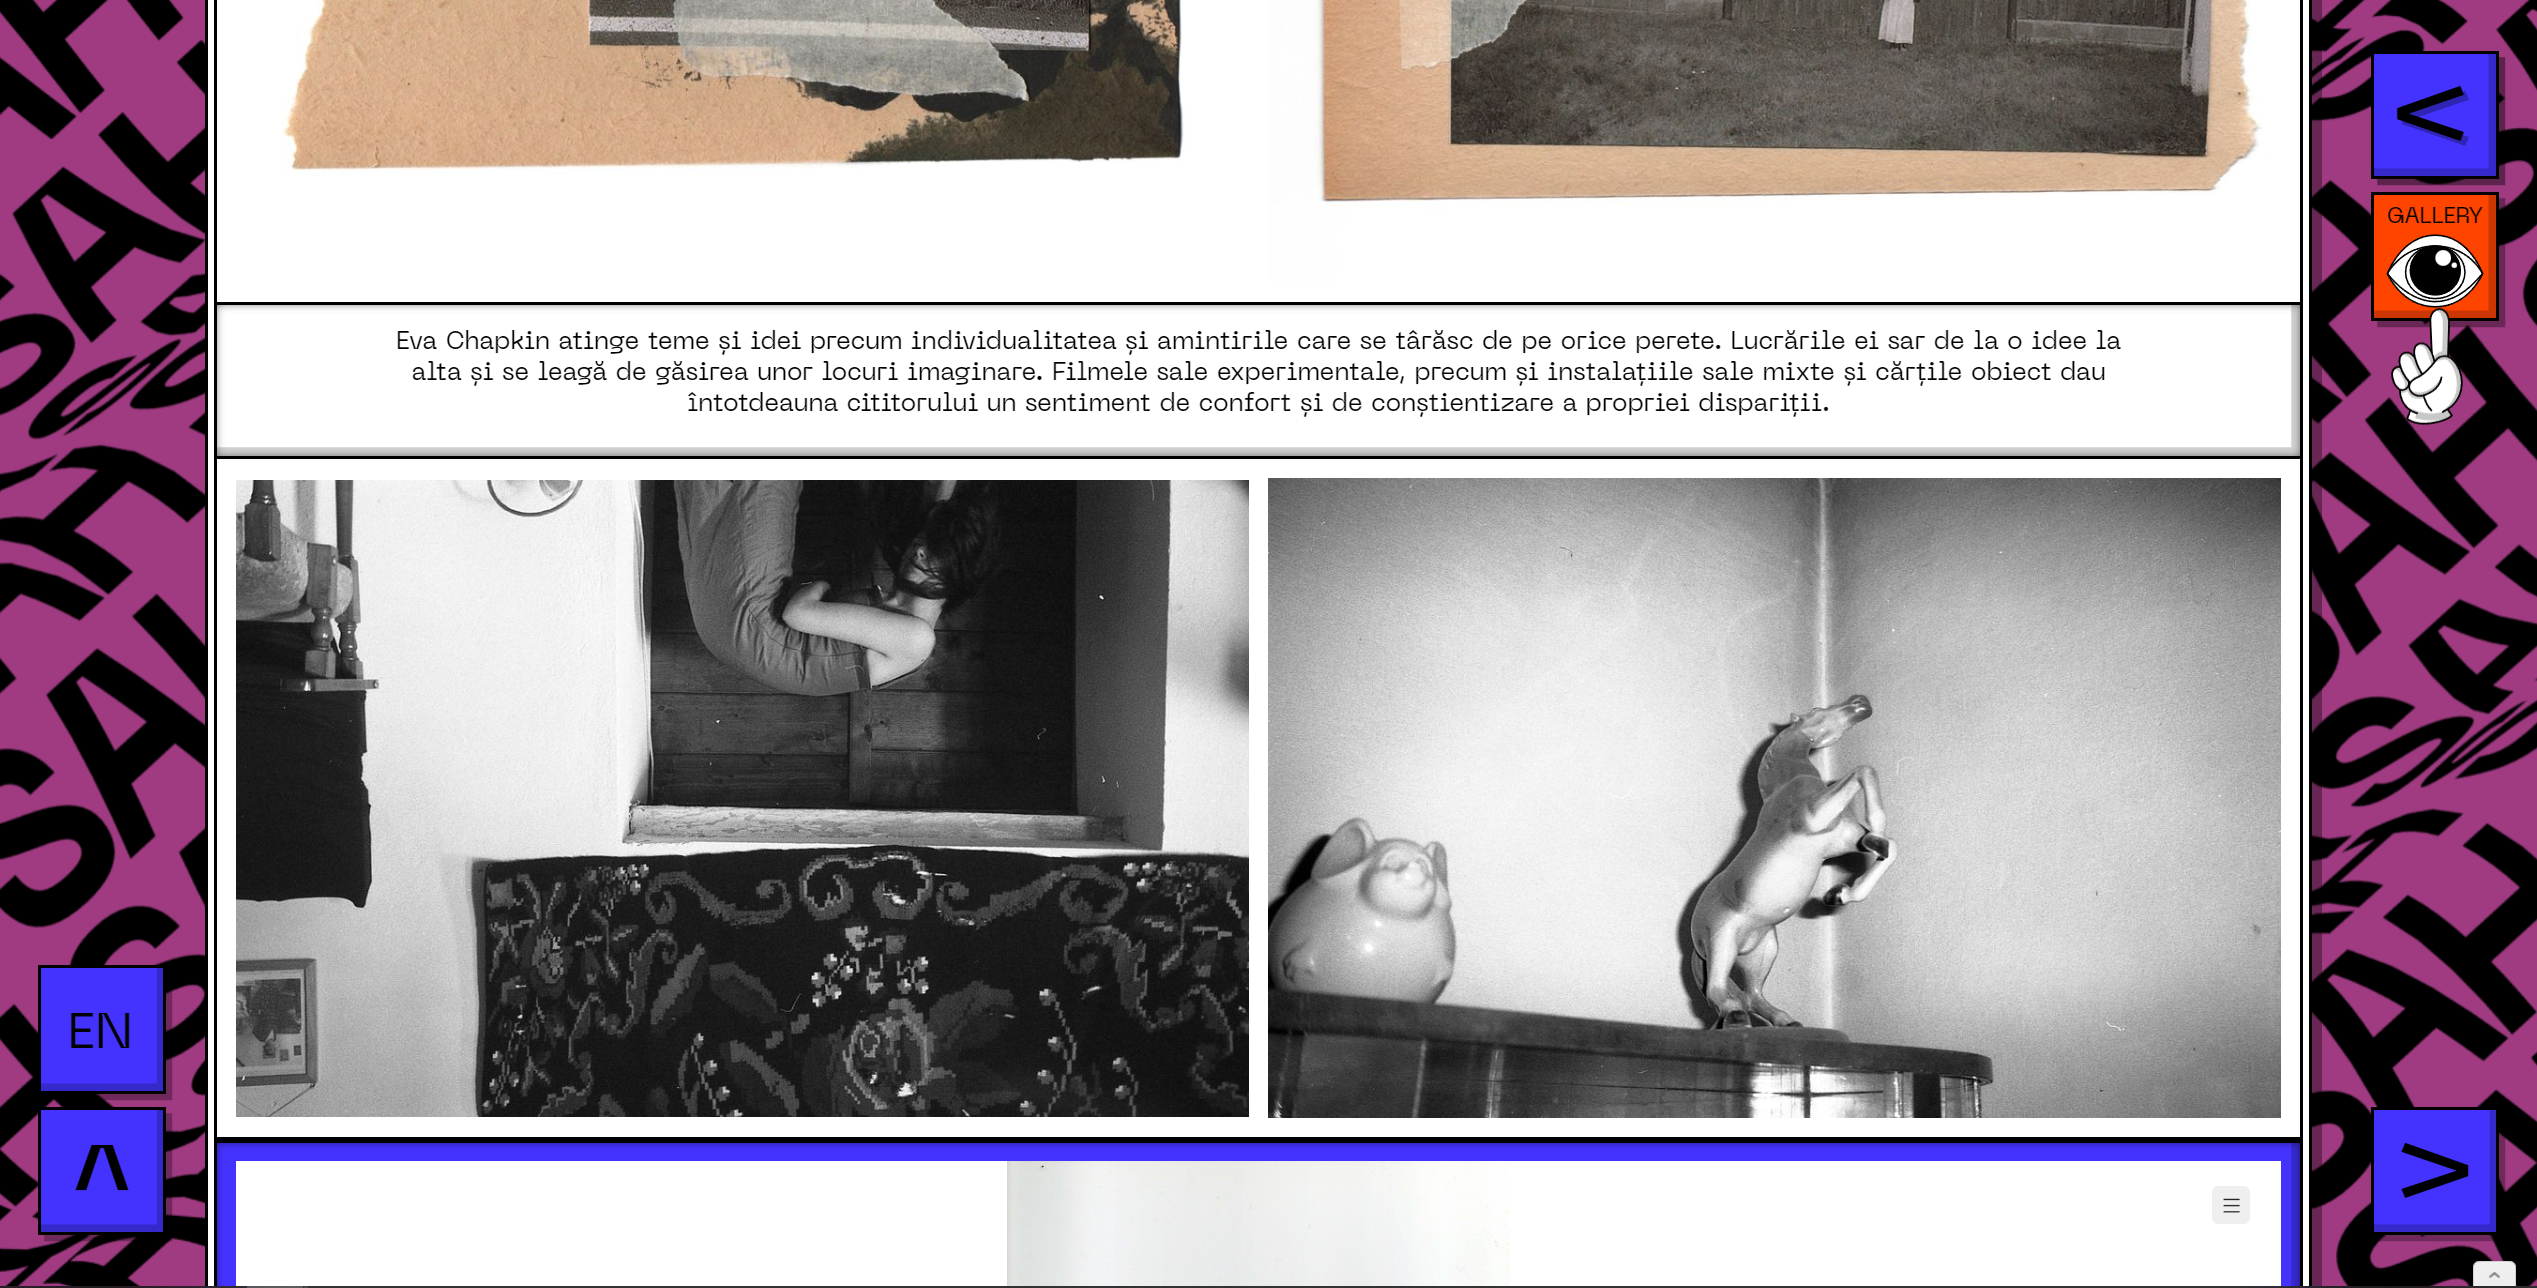 GALLERY
Eva Chapkin atinge teme și idei precum individualitatea și amintirile care se târăsc de pe orice perete. Lucrările ei sar de la o idee la
alta și se leagă de găsirea unor locuri imaginare. Filmele sale experimentale, precum și instalațiile sale mixte și cărțile obiect dau
întotdeauna cititorului un sentiment de confort și de conștientizare a propriei dispariții.
EN